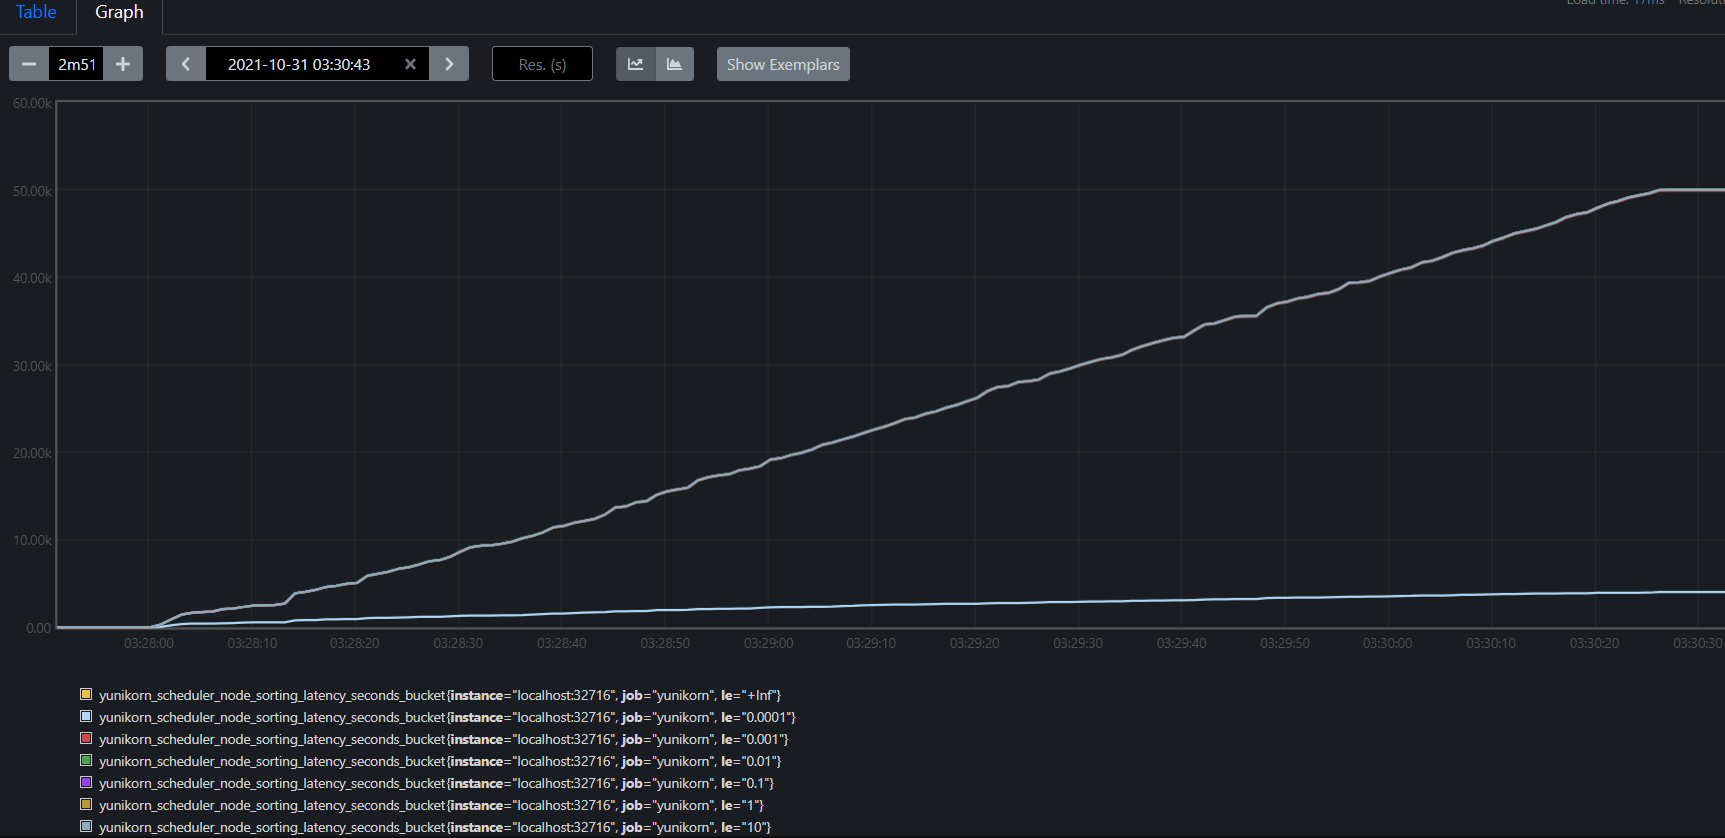 Table Graph
Load time: 17ms
2m51 2021-10-31 03:30:43 Res. (s) Show Exemplars
60.00k
50.00k
40.00k
30.00k
20.00k
10.00k
0.00
03:28:00 03:28:10 03:28:20 03:28:30 03:28:40 03:28:50 03:29:00 03:29:10 03:29:20 03:29:30 03:29:40 03:29:50 03:30:00 03:30:10 03:30:20 03:30:30
yunikorn_scheduler_node_sorting_latency_seconds_bucket{instance="localhost:32716", job="yunikorn", le="+Inf"}
yunikorn_scheduler_node_sorting_latency_seconds_bucket{instance="localhost:32716", job="yunikorn", le="0.0001"}
yunikorn_scheduler_node_sorting_latency_seconds_bucket{instance="localhost:32716", job="yunikorn", le="0.001"}
yunikorn_scheduler_node_sorting_latency_seconds_bucket{instance="localhost:32716", job="yunikorn", le="0.01"}
yunikorn_scheduler_node_sorting_latency_seconds_bucket{instance="localhost:32716", job="yunikorn", le="0.1"}
yunikorn_scheduler_node_sorting_latency_seconds_bucket{instance="localhost:32716", job="yunikorn", le="1"}
yunikorn_scheduler_node_sorting_latency_seconds_bucket{instance="localhost:32716", job="yunikorn", le="10"}